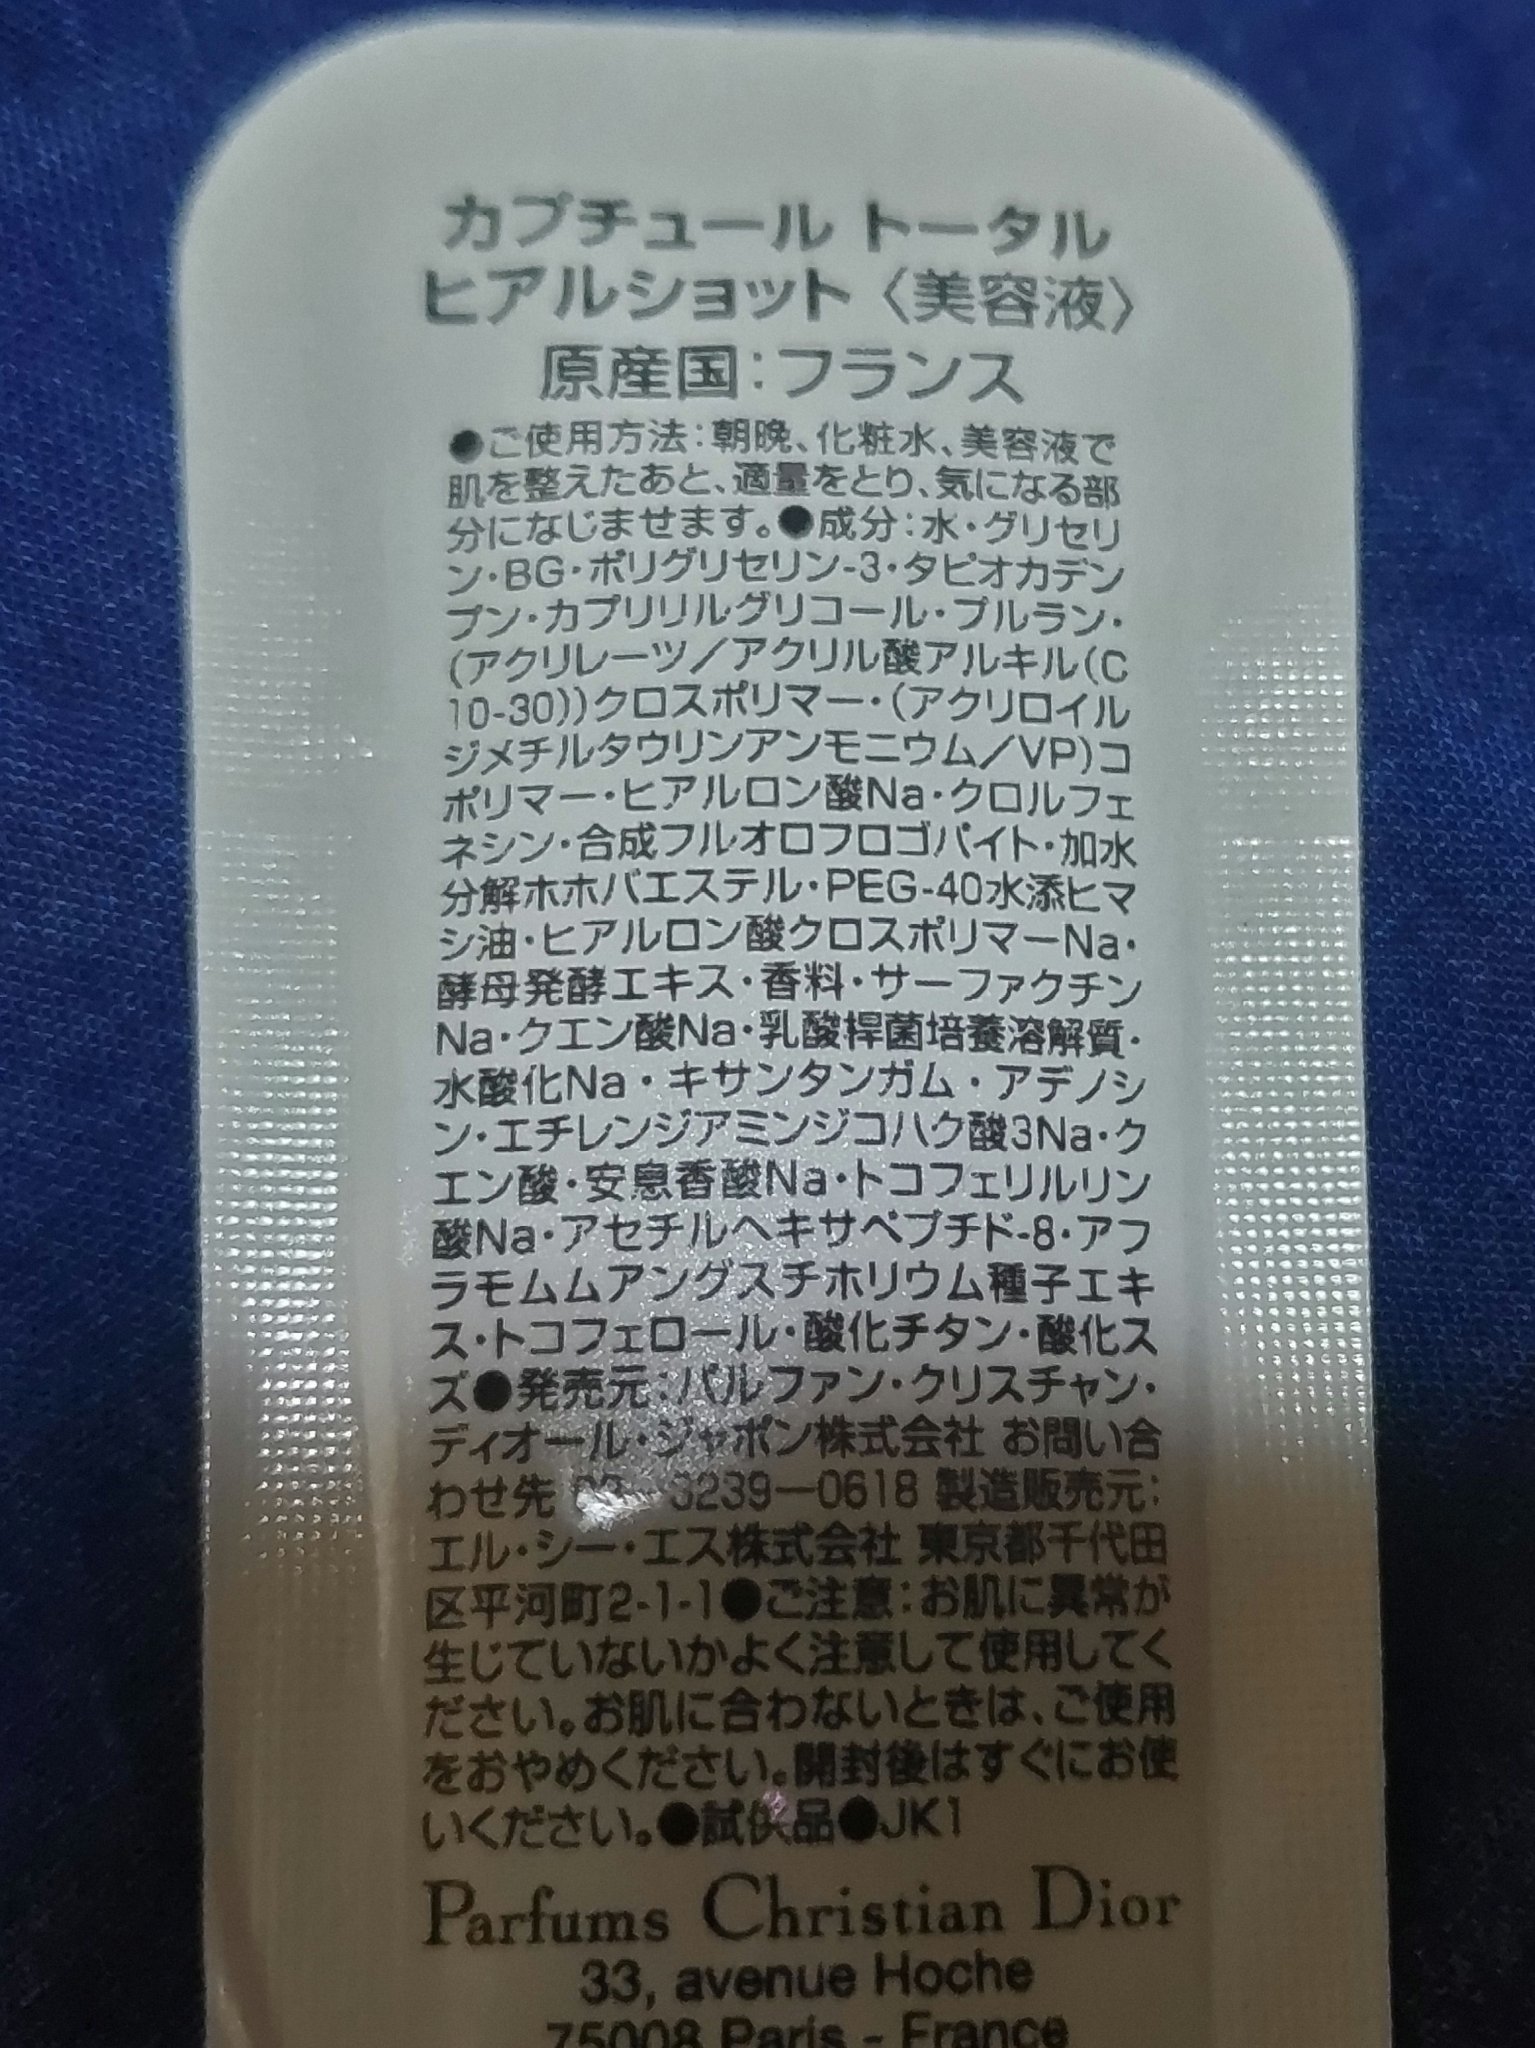 カプチュール トータル
ヒアルショット〈美容液〉
原産国：フランス
●ご使用方法：朝晩、化粧水、美容液で
肌を整えたあと、適量をとり、気になる部
分になじませます。●成分：水・グリセリ
ン・BG・ポリグリセリン-3・タピオカデン
プン・カプリリルグリコール・プルラン・
(アクリレーツ／アクリル酸アルキル(C
10-30))クロスポリマー・(アクリロイル
ジメチルタウリンアンモニウム／VP)コ
ポリマー・ヒアルロン酸Na・クロルフェ
ネシン・合成フルオロフロゴパイト・加水
分解ホホバエステル・PEG-40水添ヒマ
シ油・ヒアルロン酸クロスポリマーNa・
酵母発酵エキス・香料・サーファクチン
Na・クエン酸Na・乳酸桿菌培養溶解質・
水酸化Na・キサンタンガム・アデノシ
ン・エチレンジアミンジコハク酸3Na・ク
エン酸・安息香酸Na・トコフェリルリン
酸Na・アセチルヘキサペプチド-8・アフ
ラモムムアングスチホリウム種子エキ
ス・トコフェロール・酸化チタン・酸化ス
ズ●発売元：パルファン・クリスチャン・
ディオール・ジャポン株式会社 お問い合
わせ先 03―3239―0618 製造販売元：
エル・シー・エス株式会社 東京都千代田
区平河町2-1-1●ご注意：お肌に異常が
生じていないかよく注意して使用してく
ださい。お肌に合わないときは、ご使用
をおやめください。開封後はすぐにお使
いください。●試供品●JK1
Parfums Christian Dior
33, avenue Hoche
75008 Paris - France